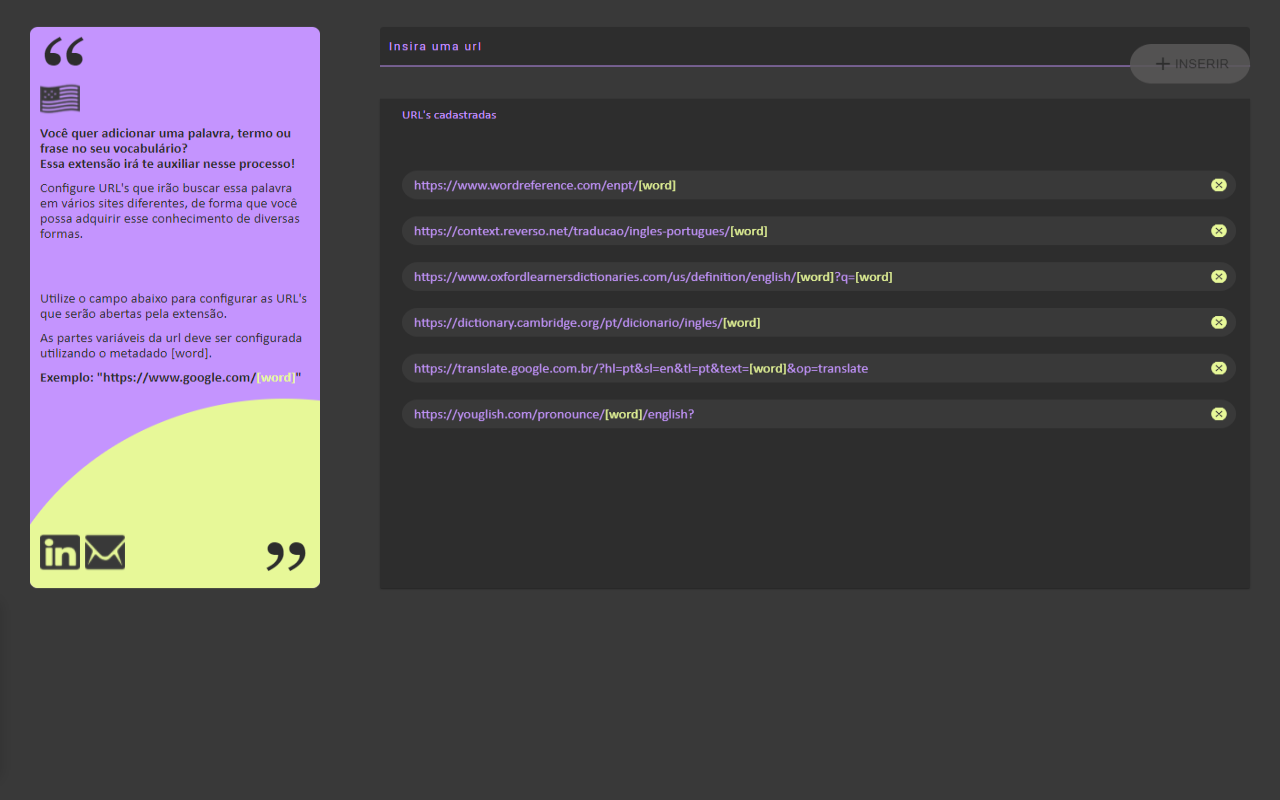 “
Você quer adicionar uma palavra, termo ou
frase no seu vocabulário?
Essa extensão irá te auxiliar nesse processo!
Configure URL's que irão buscar essa palavra
em vários sites diferentes, de forma que você
possa adquirir esse conhecimento de diversas
formas.
Utilize o campo abaixo para configurar as URL's
que serão abertas pela extensão.
As partes variáveis da url deve ser configurada
utilizando o metadado [word].
Exemplo: "https://www.google.com/[word]"
in
”
Insira uma url
INSERIR
URL's cadastradas
https://www.wordreference.com/enpt/[word]
https://context.reverso.net/traducao/ingles-portugues/[word]
https://www.oxfordlearnersdictionaries.com/us/definition/english/[word]?q=[word]
https://dictionary.cambridge.org/pt/dicionario/ingles/[word]
https://translate.google.com.br/?hl=pt&sl=en&tl=pt&text=[word]&op=translate
https://youglish.com/pronounce/[word]/english?